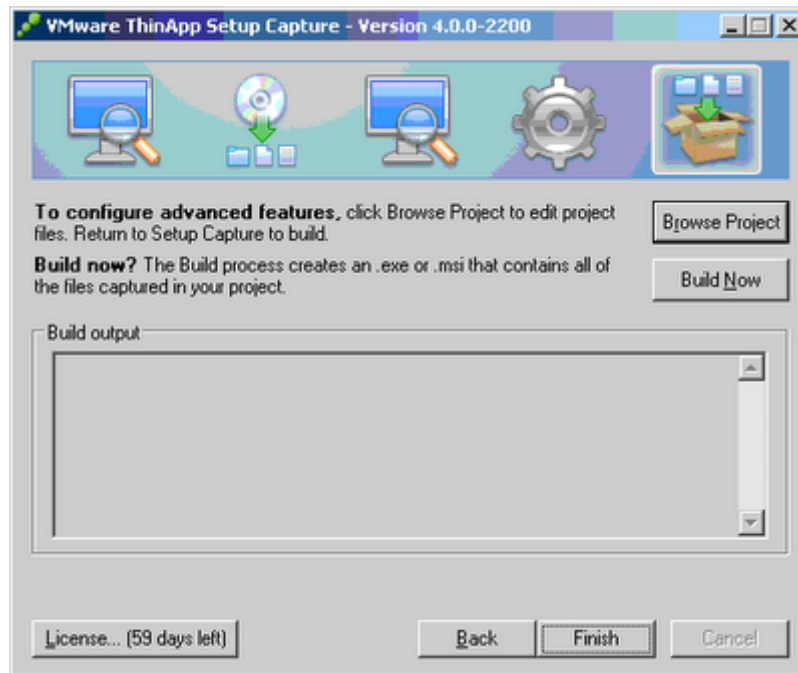 VMware ThinApp Setup Capture - Version 4.0.0-2200
To configure advanced features, click Browse Project to edit project
files. Return to Setup Capture to build.
Browse Project
Build now? The Build process creates an .exe or .msi that contains all of
the files captured in your project.
Build Now
Build output
License... (59 days left)
Back
Finish
Cancel